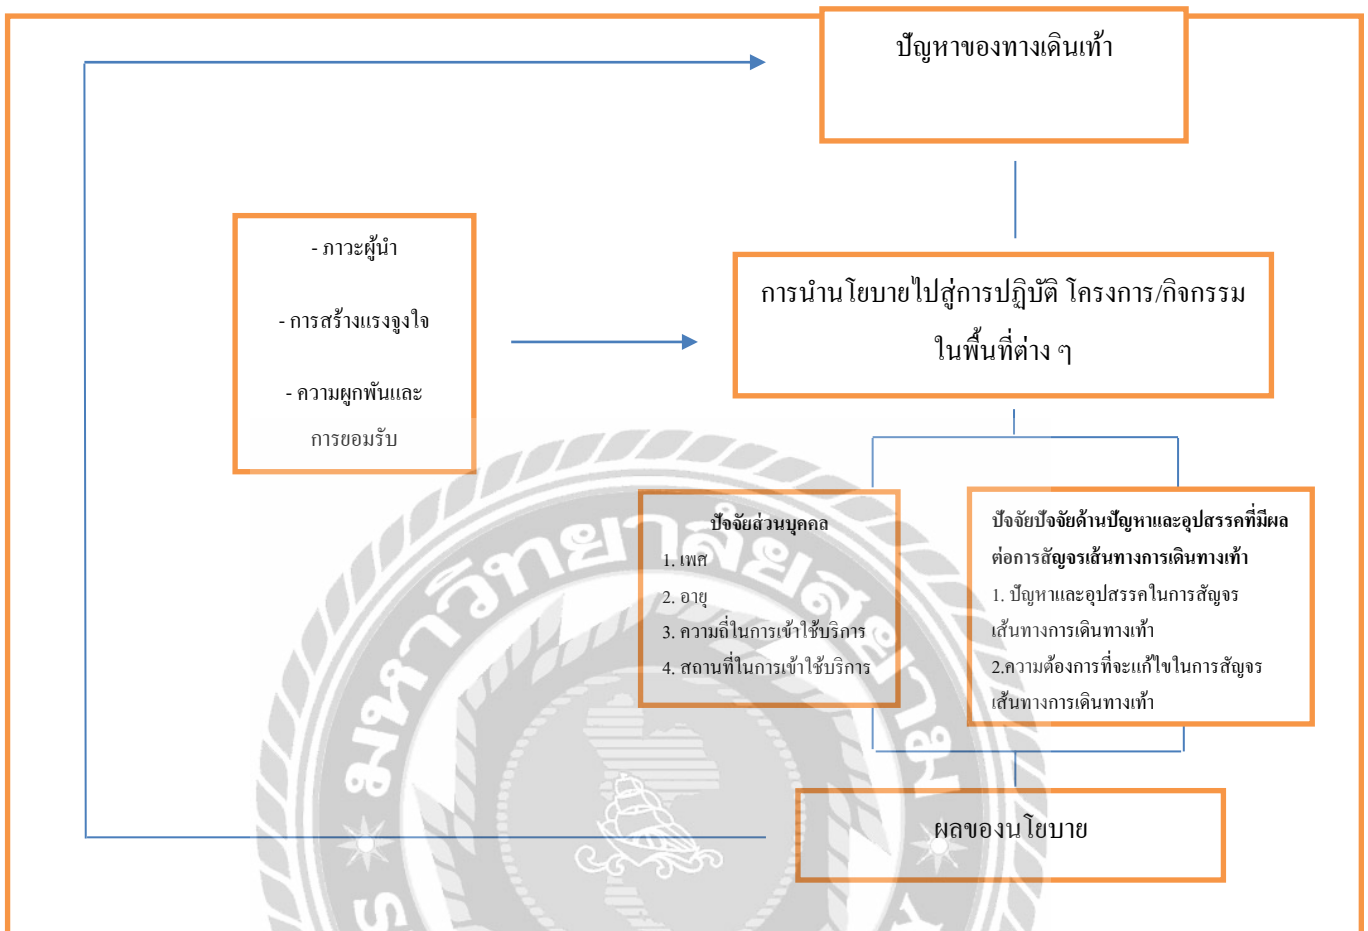 ปัญหาของทางเดินเท้า
- ภาวะผู้นำ
- การสร้างแรงจูงใจ
- ความผูกพันและ
การยอมรับ
การนำนโยบายไปสู่การปฏิบัติ โครงการ/กิจกรรม
ในพื้นที่ต่าง ๆ
ปัจจัยส่วนบุคคล
1. เพศ
2. อายุ
3. ความถี่ในการเข้าใช้บริการ
4. สถานที่ในการเข้าใช้บริการ
ปัจจัยปัจจัยด้านปัญหาและอุปสรรคที่มีผล
ต่อการสัญจรเส้นทางการเดินทางเท้า
1. ปัญหาและอุปสรรคในการสัญจร
เส้นทางการเดินทางเท้า
2.ความต้องการที่จะแก้ไขในการสัญจร
เส้นทางการเดินทางเท้า
ผลของนโยบาย
มหาวิทยาลัยสยาม